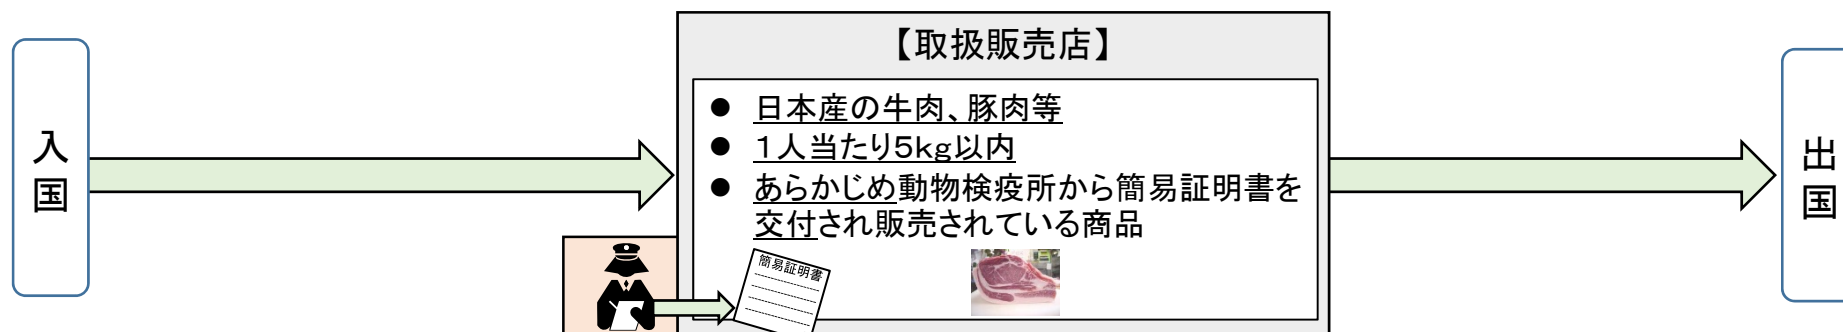 【取扱販売店】
入国
● 日本産の牛肉、豚肉等
● １人当たり5kg以内
● あらかじめ動物検疫所から簡易証明書を
交付され販売されている商品
簡易証明書
出国